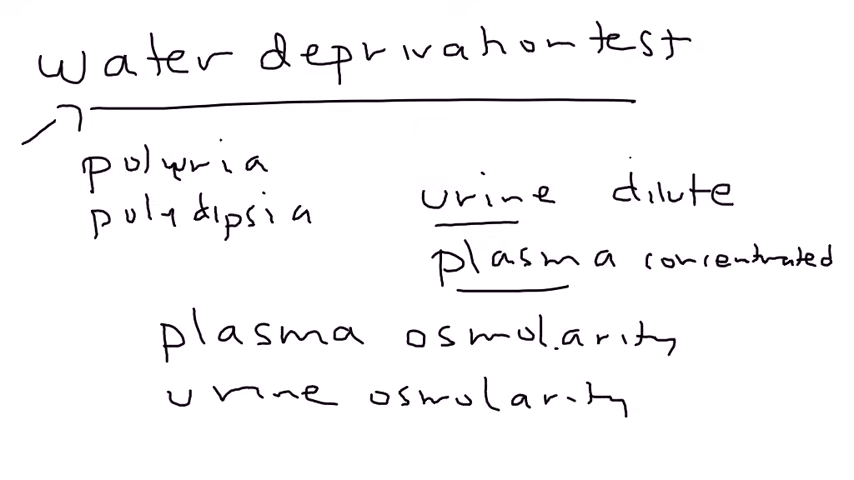 water deprivation test
polyuria
polydipsia
urine dilute
plasma concentrated
plasma osmolarity
urine osmolarity